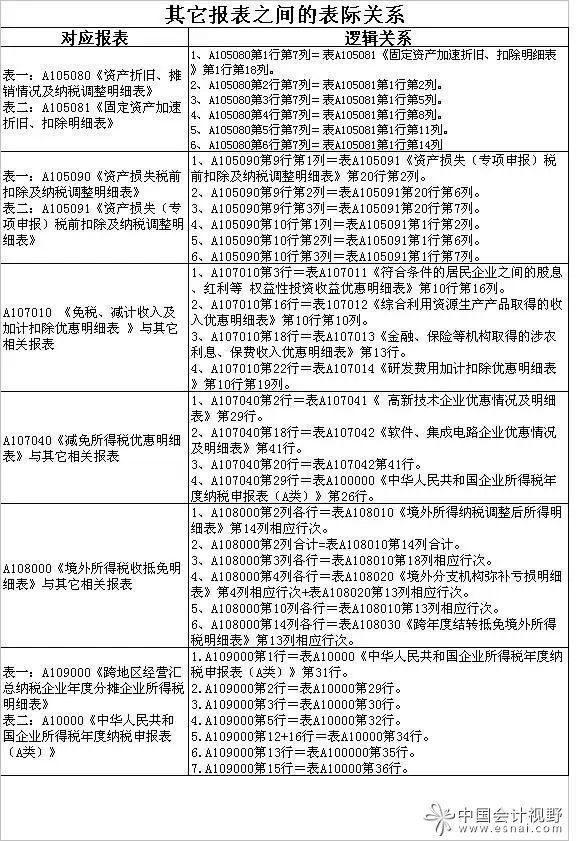 其它报表之间的表际关系
对应报表
逻辑关系
表一：A105080《资产折旧、摊
销情况及纳税调整明细表》
表二：A105081《固定资产加速
折旧、扣除明细表》
1、A105080第1行第7列＝表A105081《固定资产加速折旧、扣除明细表
》第1行第18列。
2、A105080第2行第7列＝表A105081第1行第2列。
3、A105080第3行第7列＝表A105081第1行第5列。
4、A105080第4行第7列＝表A105081第1行第8列。
5、A105080第5行第7列＝表A105081第1行第11列。
6、A105080第6行第7列＝表A105081第1行第14列
表一：A105090《资产损失税前
扣除及纳税调整明细表》
表二：A105091《资产损失（专
项申报）税前扣除及纳税调整明
细表》
1、A105090第9行第1列＝表A105091《资产损失（专项申报）税
前扣除及纳税调整明细表》第20行第2列。
2、A105090第9行第2列＝表A105091第20行第6列。
3、A105090第9行第3列＝表A105091第20行第7列。
4、A105090第10行第1列＝表A105091第1行第2列。
5、A105090第10行第2列＝表A105091第1行第6列。
6、A105090第10行第3列＝表A105091第1行第7列。
A107010 《免税、减计收入及
加计扣除优惠明细表 》与其它
相关报表
1、A107010第3行＝表A107011《符合条件的居民企业之间的股息
、红利等 权益性投资收益优惠明细表》第10行第16列。
2、A107010第16行＝表107012《综合利用资源生产产品取得的收
入优惠明细表》第10行第10列。
3、A107010第18行＝表A107013《金融、保险等机构取得的涉农
利息、保费收入优惠明细表》第13行。
4、A107010第22行＝表A107014《研发费用加计扣除优惠明细表
》第10行第19列。
A107040《减免所得税优惠明细
表》与其它相关报表
1、A107040第2行＝表A107041《 高新技术企业优惠情况及明细
表》第29行。
2、A107040第18行＝表A107042《软件、集成电路企业优惠情况
及明细表》第41行。
3、A107040第20行＝表A107042第41行。
4、A107040第29行＝表A100000《中华人民共和国企业所得税年
度纳税申报表（A类）》第26行。
A108000《境外所得税收抵免明
细表》与其它相关报表
1、A108000第2列各行＝表A108010《境外所得纳税调整后所得明
细表》第14列相应行次。
2、A108000第2列合计=表A108010第14列合计。
3、A108000第3列各行＝表A108010第18列相应行次。
4、A108000第4列各行＝表A108020《境外分支机构弥补亏损明细
表》第4列相应行次+表A108020第13列相应行次。
5、A108000第10列各行＝表A108010第13列相应行次。
6、A108000第14列各行＝表A108030《跨年度结转抵免境外所得
税明细表》第13列相应行次。
表一：A109000《跨地区经营汇
总纳税企业年度分摊企业所得税
明细表》
表二：A10000《中华人民共和
国企业所得税年度纳税申报表
（A类）》
1.A109000第1行＝表A10000《中华人民共和国企业所得税年度纳
税申报表（A类）》第31行。
2.A109000第2行＝表A10000第29行。
3.A109000第3行＝表A10000第30行。
4.A109000第5行＝表A10000第32行。
5.A109000第12+16行＝表A10000第34行。
6.A109000第13行＝表A10000第35行。
7.A109000第15行＝表A10000第36行。
中国会计视野
www.esnai.com